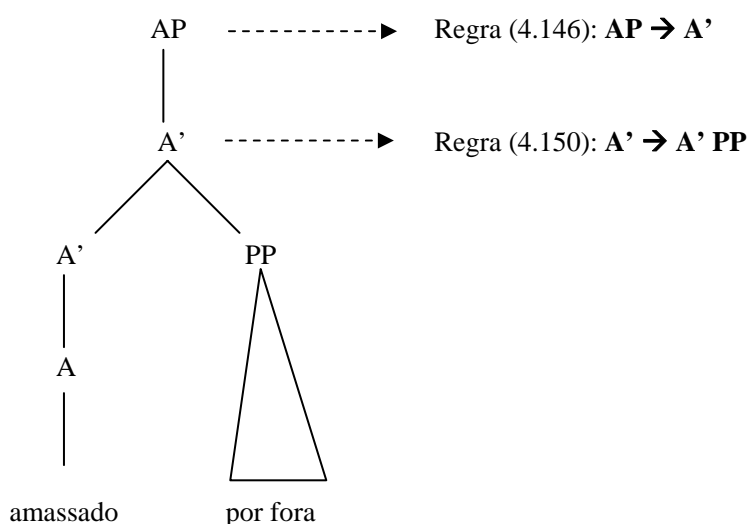 AP Regra (4.146): AP → A’
A’ Regra (4.150): A’ → A’ PP
A’ PP
A
amassado por fora